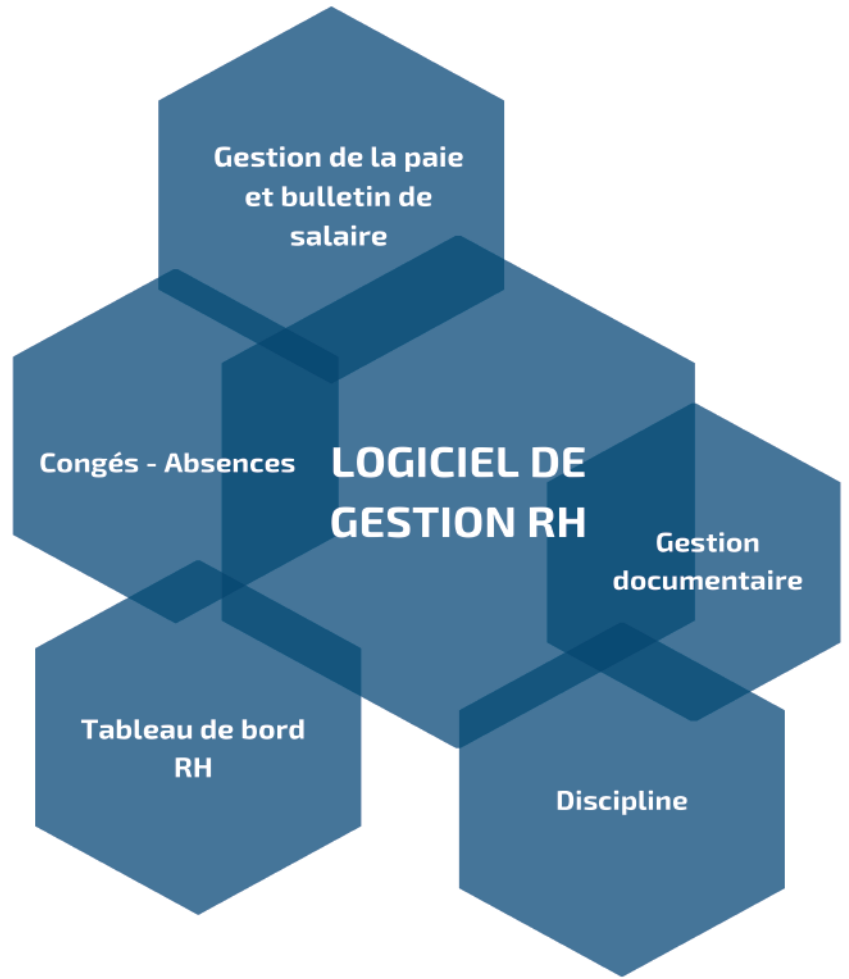 Gestion de la paie
et bulletin de
salaire
Congés - Absences
LOGICIEL DE
GESTION RH
Gestion
documentaire
Tableau de bord
RH
Discipline